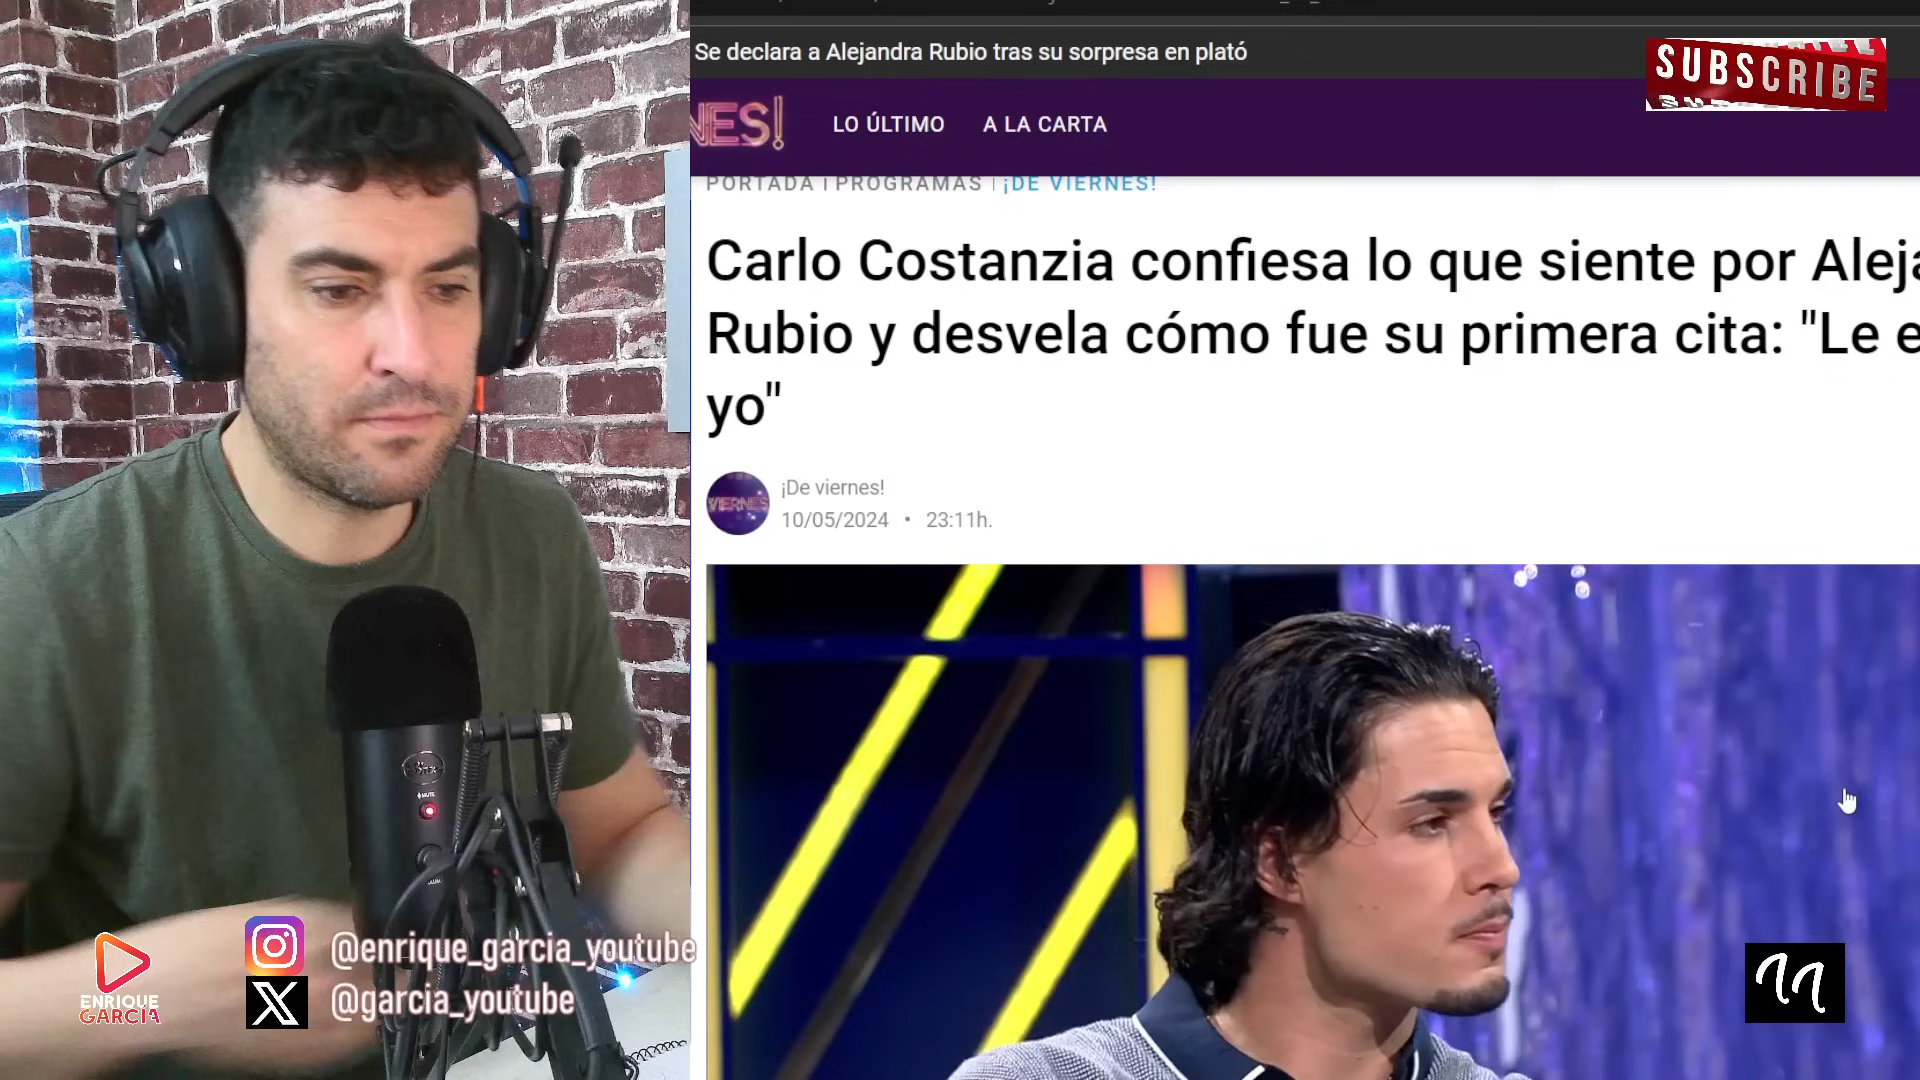 Se declara a Alejandra Rubio tras su sorpresa en plató
SUBSCRIBE
NES!
LO ÚLTIMO
A LA CARTA
PORTADA | PROGRAMAS | ¡DE VIERNES!
Carlo Costanzia confiesa lo que siente por Aleja
Rubio y desvela cómo fue su primera cita: "Le e
yo"
VIERNES
¡De viernes!
10/05/2024 • 23:11h.
ENRIQUE
GARCÍA
@enrique_garcia_youtube
@garcia_youtube